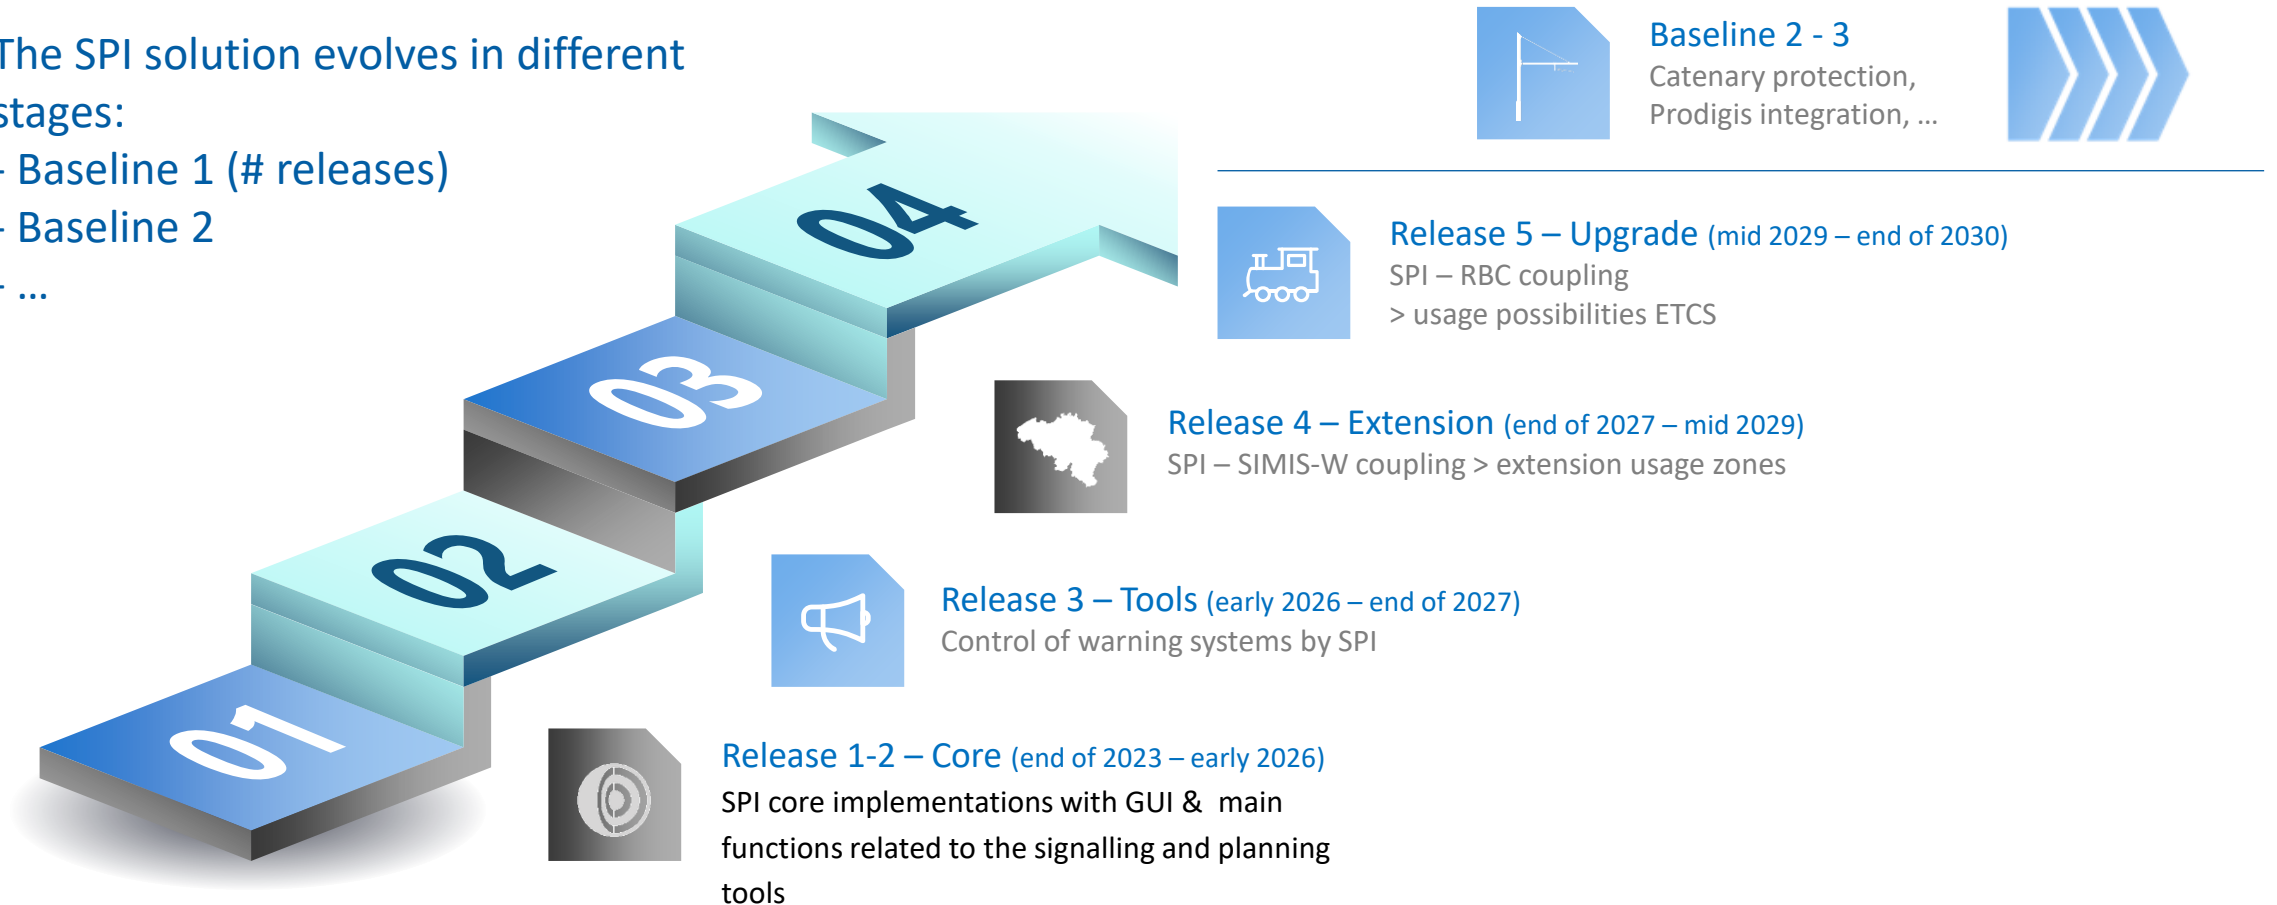 The SPI solution evolves in different
stages:
- Baseline 1 (# releases)
- Baseline 2
- ...
Baseline 2 - 3
Catenary protection,
Prodigis integration, ...
04
Release 5 – Upgrade (mid 2029 – end of 2030)
SPI – RBC coupling
> usage possibilities ETCS
03
Release 4 – Extension (end of 2027 – mid 2029)
SPI – SIMIS-W coupling > extension usage zones
02
Release 3 – Tools (early 2026 – end of 2027)
Control of warning systems by SPI
01
Release 1-2 – Core (end of 2023 – early 2026)
SPI core implementations with GUI &  main
functions related to the signalling and planning
tools